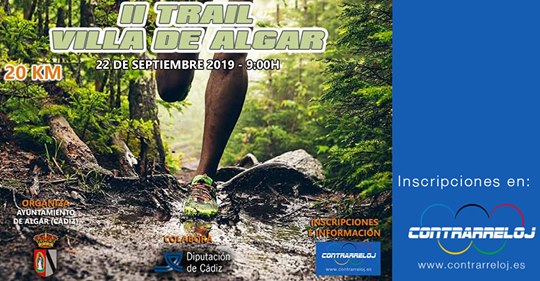 II TRAIL
VILLA DE ALGAR
22 DE SEPTIEMBRE 2019 - 9:00H
20 KM
ORGANIZA
AYUNTAMIENTO
DE ALGAR (CÁDIZ)
COLABORA
Diputación
de Cádiz
INSCRIPCIONES
E INFORMACIÓN
CONTRARRELOJ
www.contrarreloj.es
Inscripciones en:
CONTRARRELOJ
www.contrarreloj.es